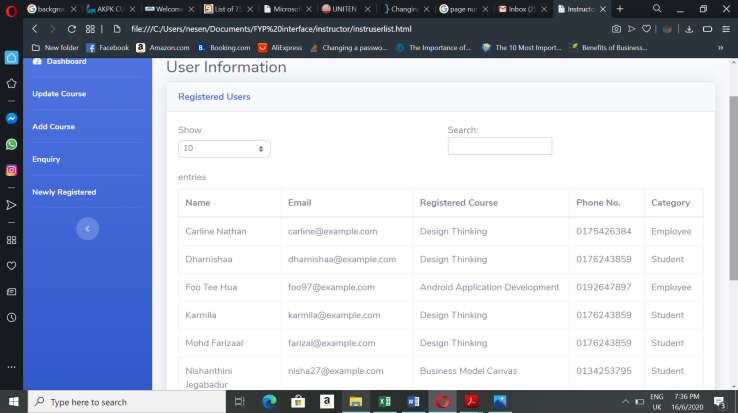 backgrou
AKPK CU
Welcome
List of 75
Microsof
UNITEN
Changin
page nu
Inbox (2)
Instructo
file:///C:/Users/nesen/Documents/FYP%20interface/instructor/instruserlist.html
New folder Facebook Amazon.com Booking.com AliExpress Changing a passwo... The Importance of... The 10 Most Import... Benefits of Business...
Dashboard
Update Course
Add Course
Enquiry
Newly Registered
User Information
Registered Users
Show Search:
10
entries
Name Email Registered Course Phone No. Category
Carline Nathan carline@example.com Design Thinking 0175426384 Employee
Dharnishaa dharnishaa@example.com Design Thinking 0176243859 Student
Foo Tee Hua foo97@example.com Android Application Development 0192647897 Employee
Karmila karmila@example.com Design Thinking 0176243859 Student
Mohd Farizaal farizal@example.com Design Thinking 0176243859 Student
Nishanthini nisha27@example.com Business Model Canvas 0134253795 Student
Jegabadur
Type here to search
ENG 7:36 PM
UK 16/6/2020